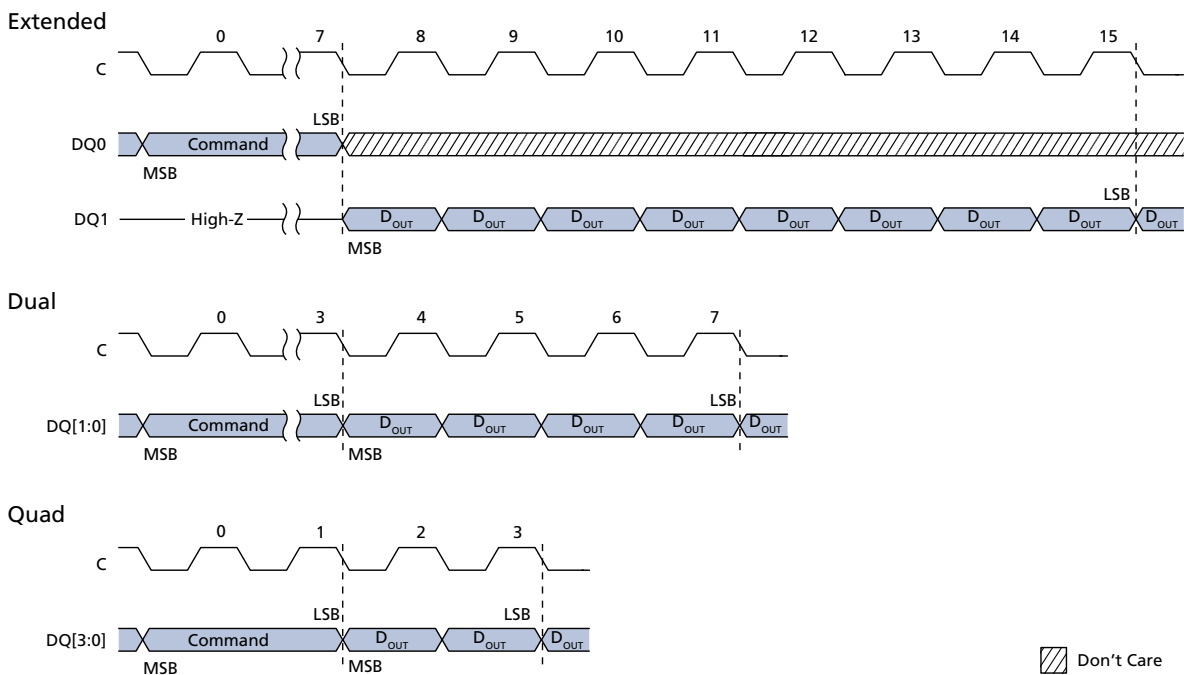 Extended
0 7 8 9 10 11 12 13 14 15
C
LSB
DQ0 Command
MSB
LSB
DQ1 High-Z DOUT DOUT DOUT DOUT DOUT DOUT DOUT DOUT DOUT
MSB
Dual
0 3 4 5 6 7
C
LSB LSB
DQ[1:0] Command DOUT DOUT DOUT DOUT DOUT
MSB MSB
Quad
0 1 2 3
C
LSB LSB
DQ[3:0] Command DOUT DOUT DOUT
MSB MSB
Don't Care